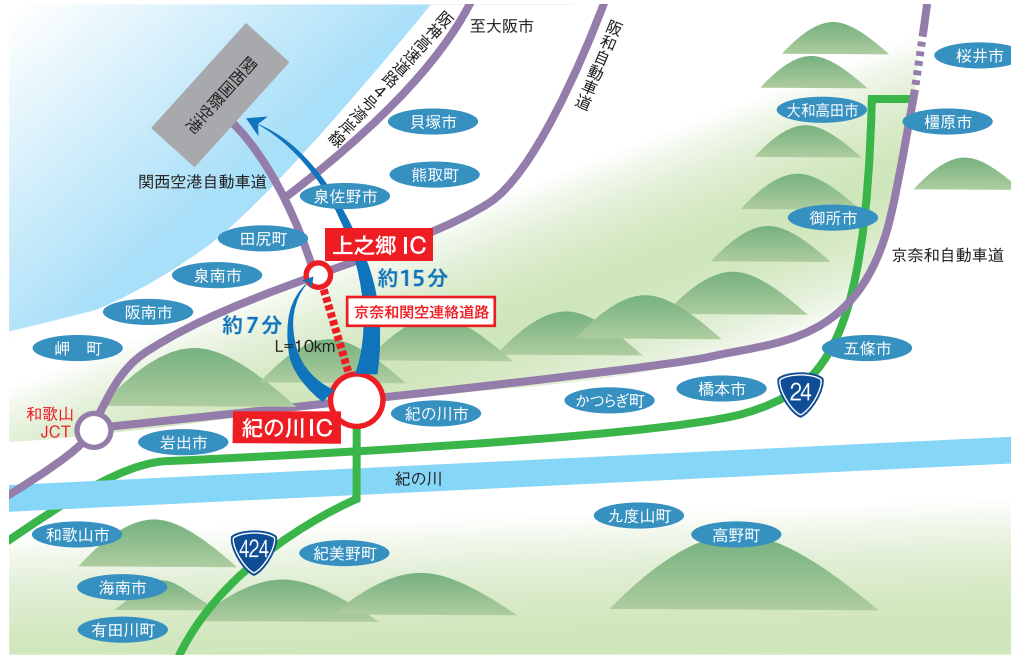 至大阪市
阪神高速道路4号湾岸線
阪和自動車道
関西国際空港
桜井市
大和高田市
橿原市
貝塚市
熊取町
関西空港自動車道
泉佐野市
御所市
田尻町
上之郷 IC
京奈和自動車道
泉南市
約15分
阪南市
京奈和関空連絡道路
約7分
L=10km
岬　町
五條市
橋本市
24
かつらぎ町
和歌山
JCT
紀の川市
紀の川IC
岩出市
紀の川
九度山町
和歌山市
高野町
424
紀美野町
海南市
有田川町